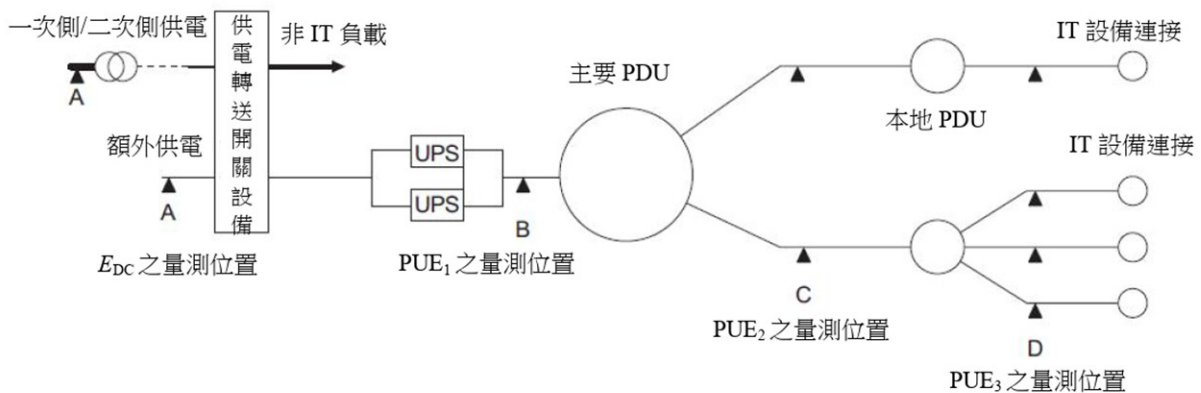 一次側/二次側供電
供電轉送開關設備
非 IT 負載
A
額外供電
A
E_DC 之量測位置
UPS
UPS
B
PUE₁ 之量測位置
主要 PDU
本地 PDU
IT 設備連接
IT 設備連接
C
PUE₂ 之量測位置
D
PUE₃ 之量測位置